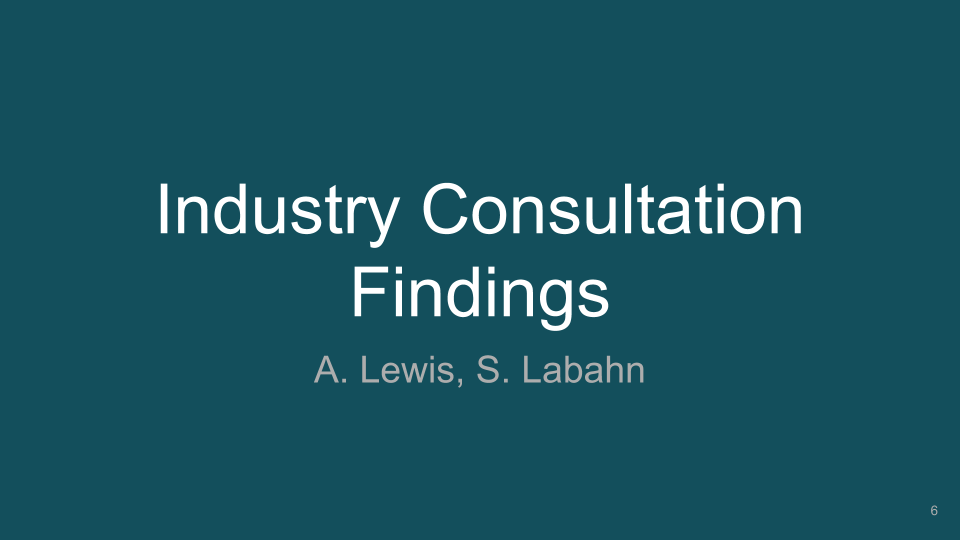 Industry Consultation
Findings
A. Lewis, S. Labahn
6